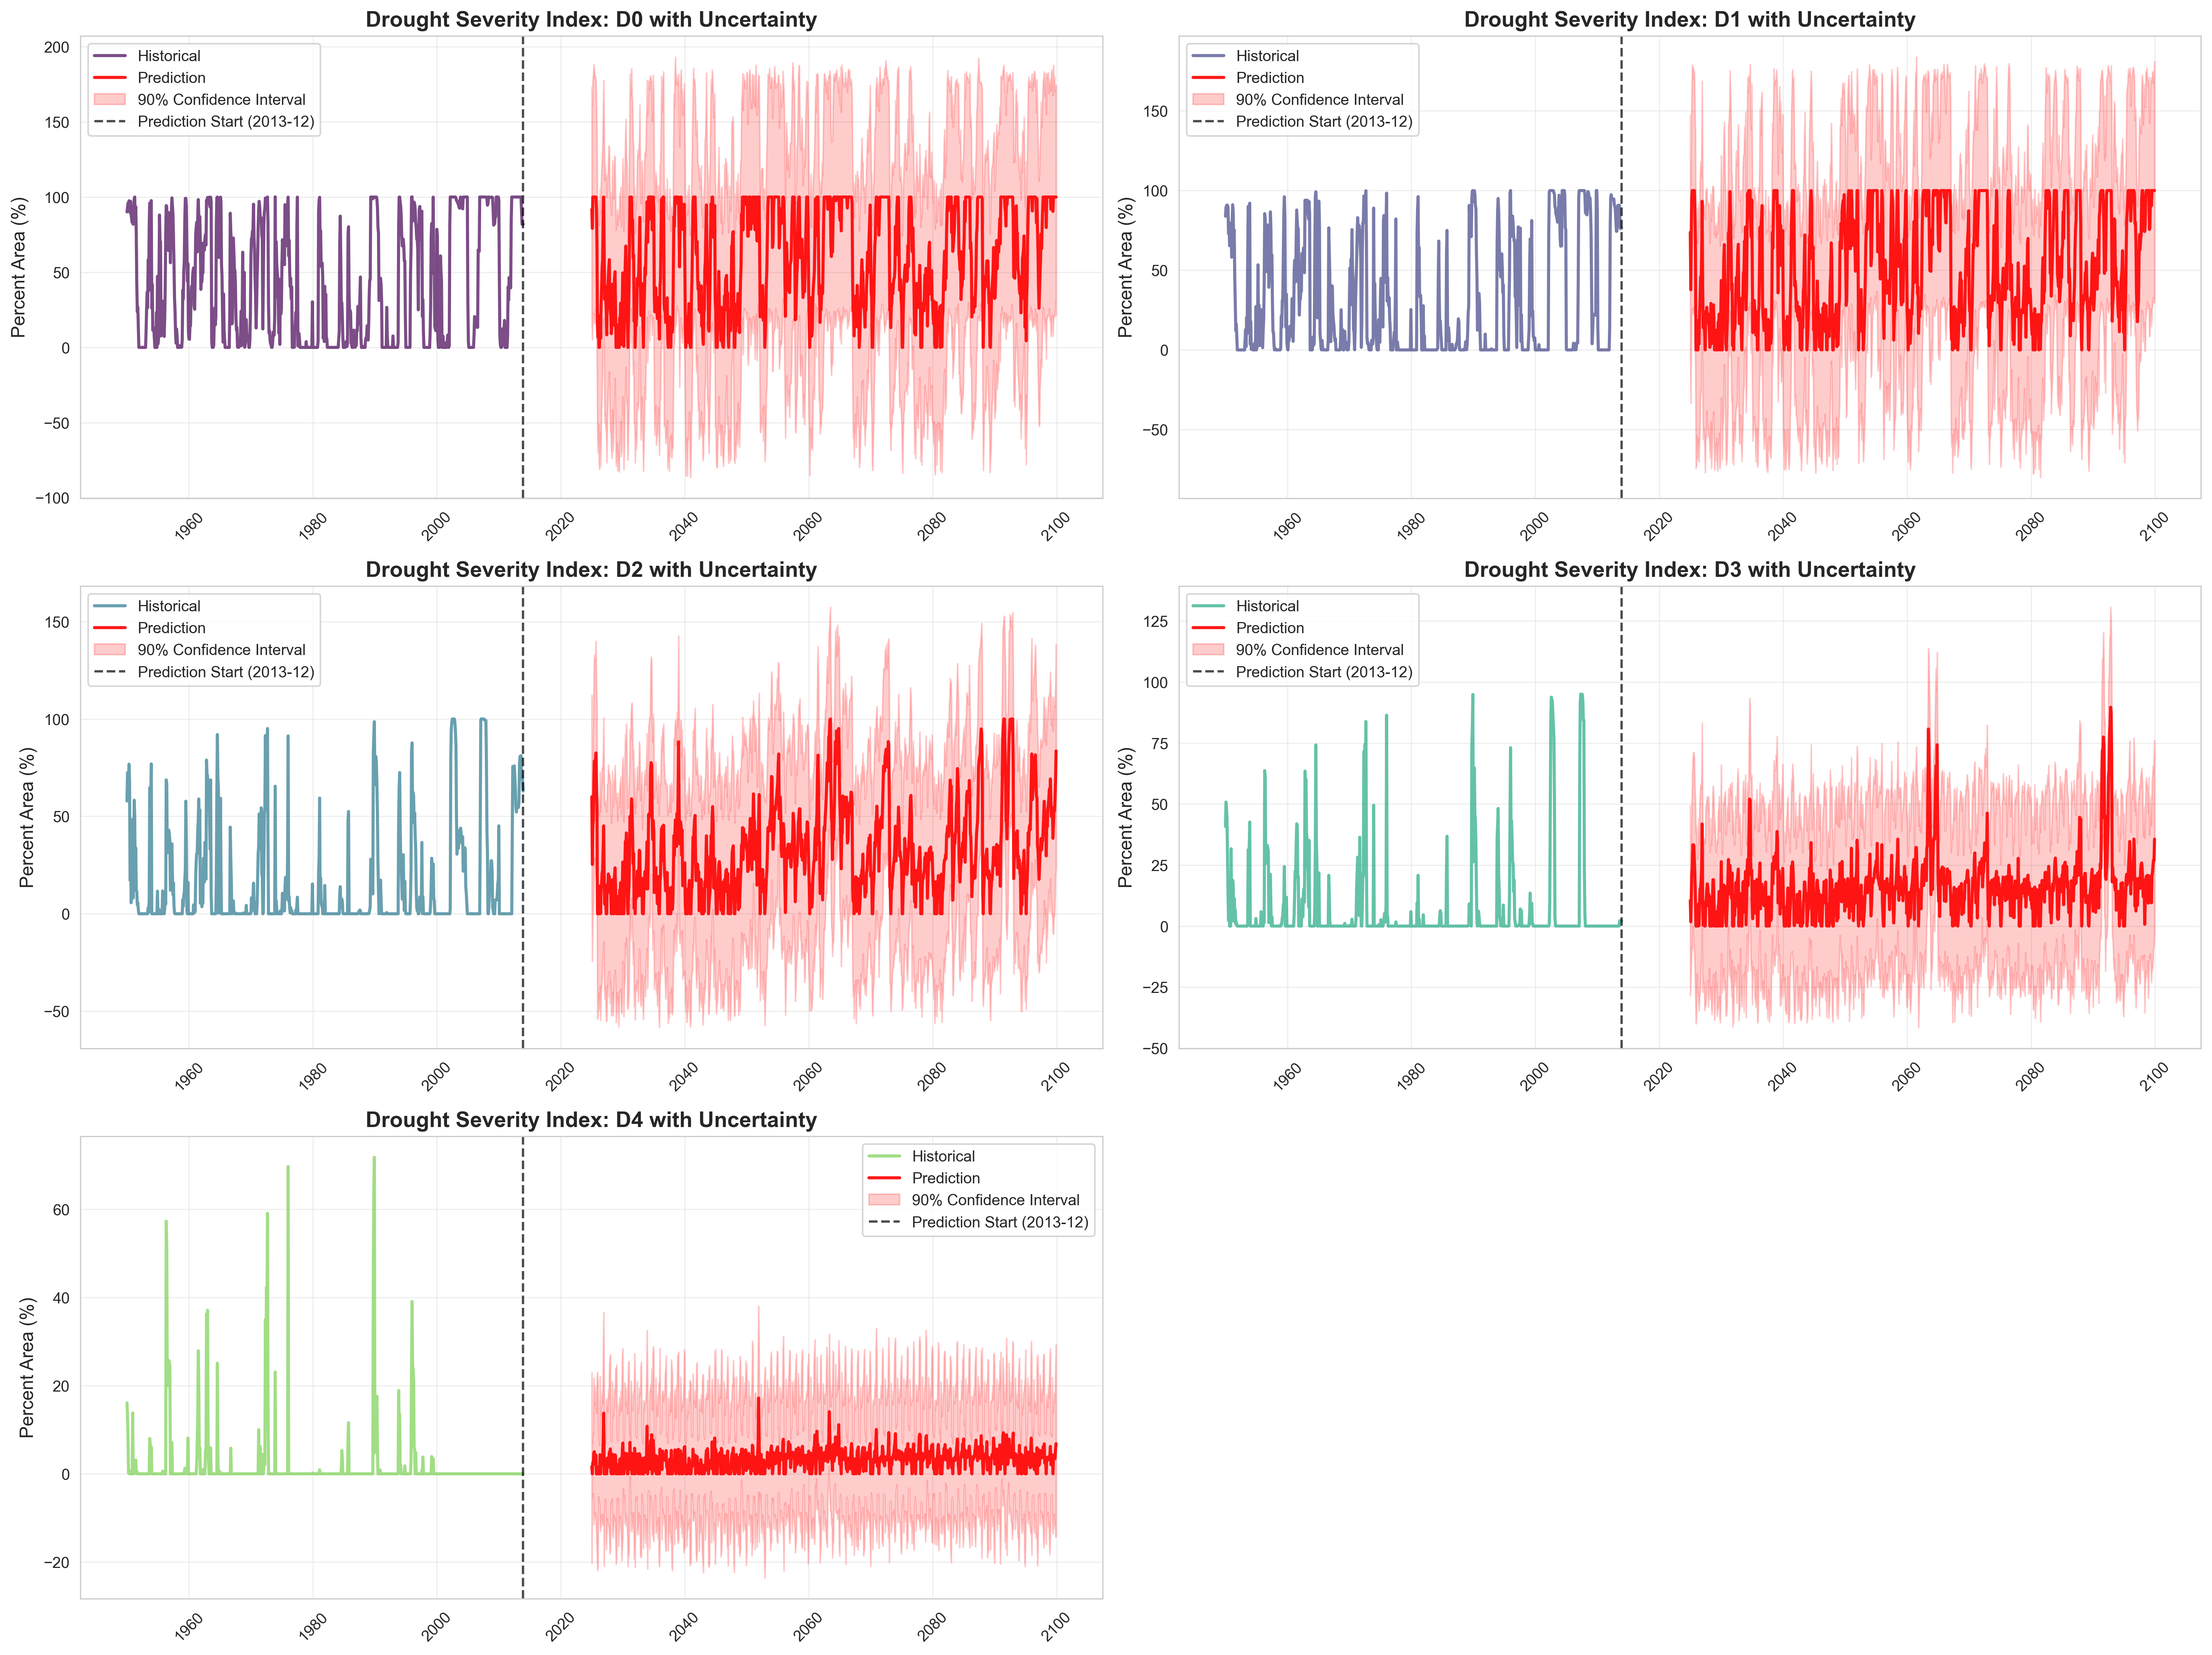 Drought Severity Index: D0 with Uncertainty
Percent Area (%)
200
150
100
50
0
−50
−100
Historical
Prediction
90% Confidence Interval
Prediction Start (2013-12)
1960
1980
2000
2020
2040
2060
2080
2100
Drought Severity Index: D1 with Uncertainty
Percent Area (%)
150
100
50
0
−50
Historical
Prediction
90% Confidence Interval
Prediction Start (2013-12)
1960
1980
2000
2020
2040
2060
2080
2100
Drought Severity Index: D2 with Uncertainty
Percent Area (%)
150
100
50
0
−50
Historical
Prediction
90% Confidence Interval
Prediction Start (2013-12)
1960
1980
2000
2020
2040
2060
2080
2100
Drought Severity Index: D3 with Uncertainty
Percent Area (%)
125
100
75
50
25
0
−25
−50
Historical
Prediction
90% Confidence Interval
Prediction Start (2013-12)
1960
1980
2000
2020
2040
2060
2080
2100
Drought Severity Index: D4 with Uncertainty
Percent Area (%)
60
40
20
0
−20
Historical
Prediction
90% Confidence Interval
Prediction Start (2013-12)
1960
1980
2000
2020
2040
2060
2080
2100